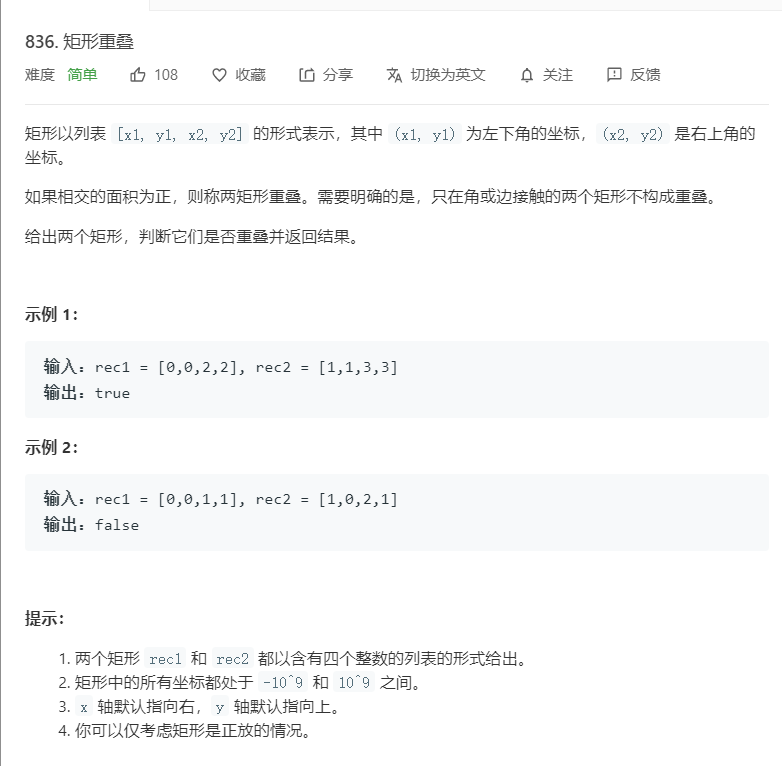 836. 矩形重叠
难度 简单 108 收藏 分享 切换为英文 关注 反馈
矩形以列表 [x1, y1, x2, y2] 的形式表示，其中 (x1, y1) 为左下角的坐标，(x2, y2) 是右上角的
坐标。
如果相交的面积为正，则称两矩形重叠。需要明确的是，只在角或边接触的两个矩形不构成重叠。
给出两个矩形，判断它们是否重叠并返回结果。
示例 1：
输入：rec1 = [0,0,2,2], rec2 = [1,1,3,3]
输出：true
示例 2：
输入：rec1 = [0,0,1,1], rec2 = [1,0,2,1]
输出：false
提示：
1. 两个矩形 rec1 和 rec2 都以含有四个整数的列表的形式给出。
2. 矩形中的所有坐标都处于 -10^9 和 10^9 之间。
3. x 轴默认指向右，y 轴默认指向上。
4. 你可以仅考虑矩形是正放的情况。